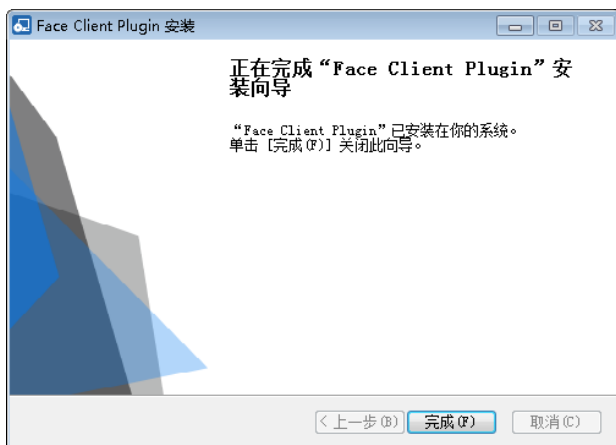 Face Client Plugin 安装
正在完成“Face Client Plugin”安
装向导
“Face Client Plugin”已安装在你的系统。
单击 [完成(F)] 关闭此向导。
< 上一步(B)
完成(F)
取消(C)